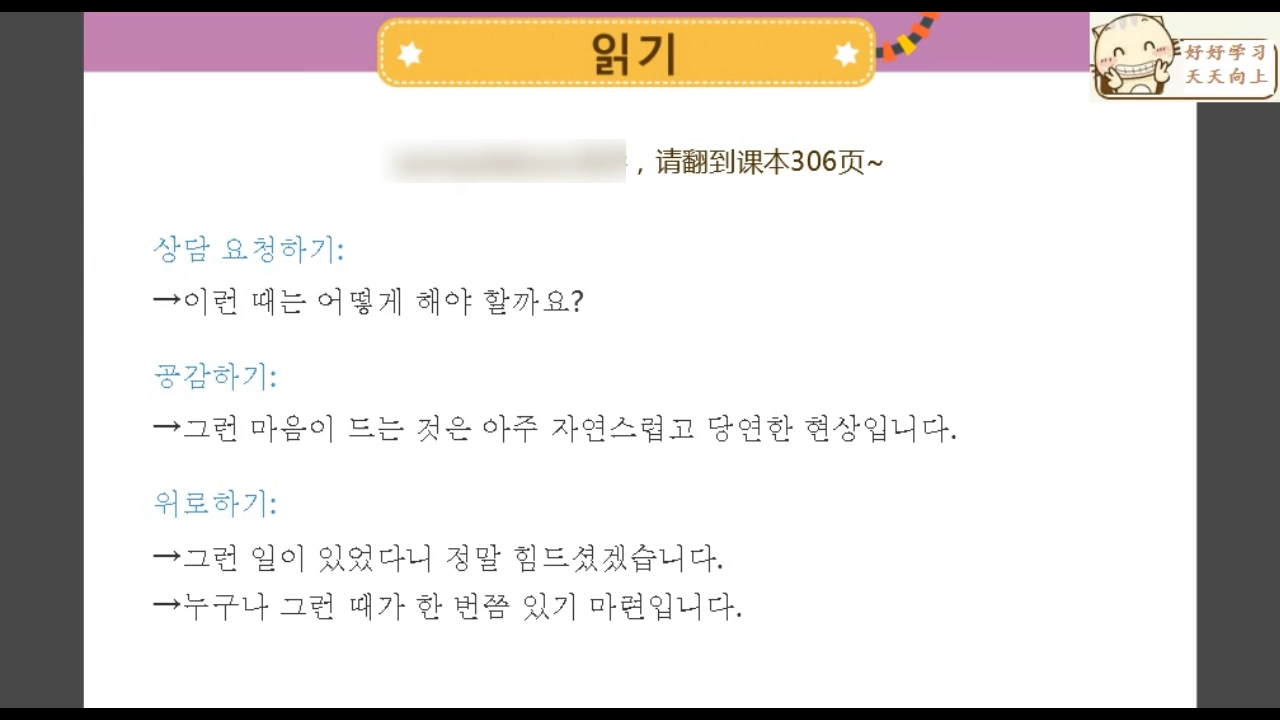 읽기
好好学习
天天向上
，请翻到课本306页~
상담 요청하기:
→이런 때는 어떻게 해야 할까요?
공감하기:
→그런 마음이 드는 것은 아주 자연스럽고 당연한 현상입니다.
위로하기:
→그런 일이 있었다니 정말 힘드셨겠습니다.
→누구나 그런 때가 한 번쯤 있기 마련입니다.